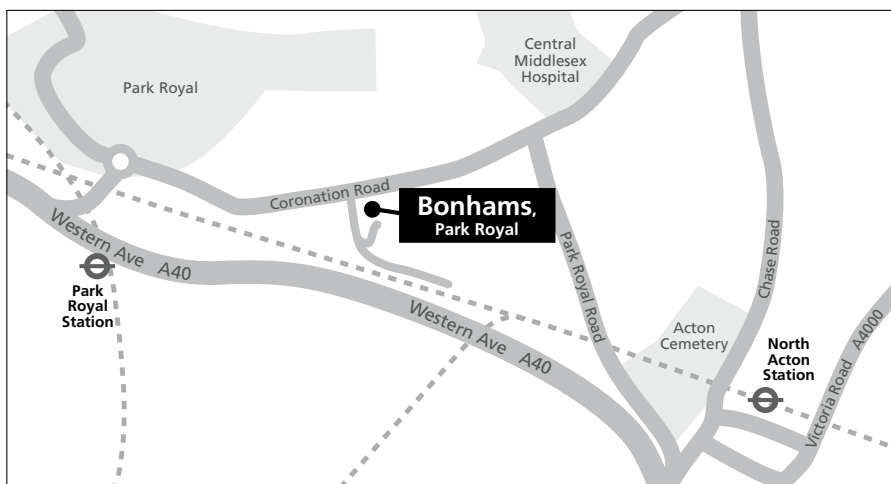 Central
Middlesex
Hospital
Park Royal
Coronation Road
Bonhams,
Park Royal
Western Ave A40
Park
Royal
Station
Park Royal Road
Chase Road
Western Ave A40
Acton
Cemetery
North
Acton
Station
Victoria Road A4000